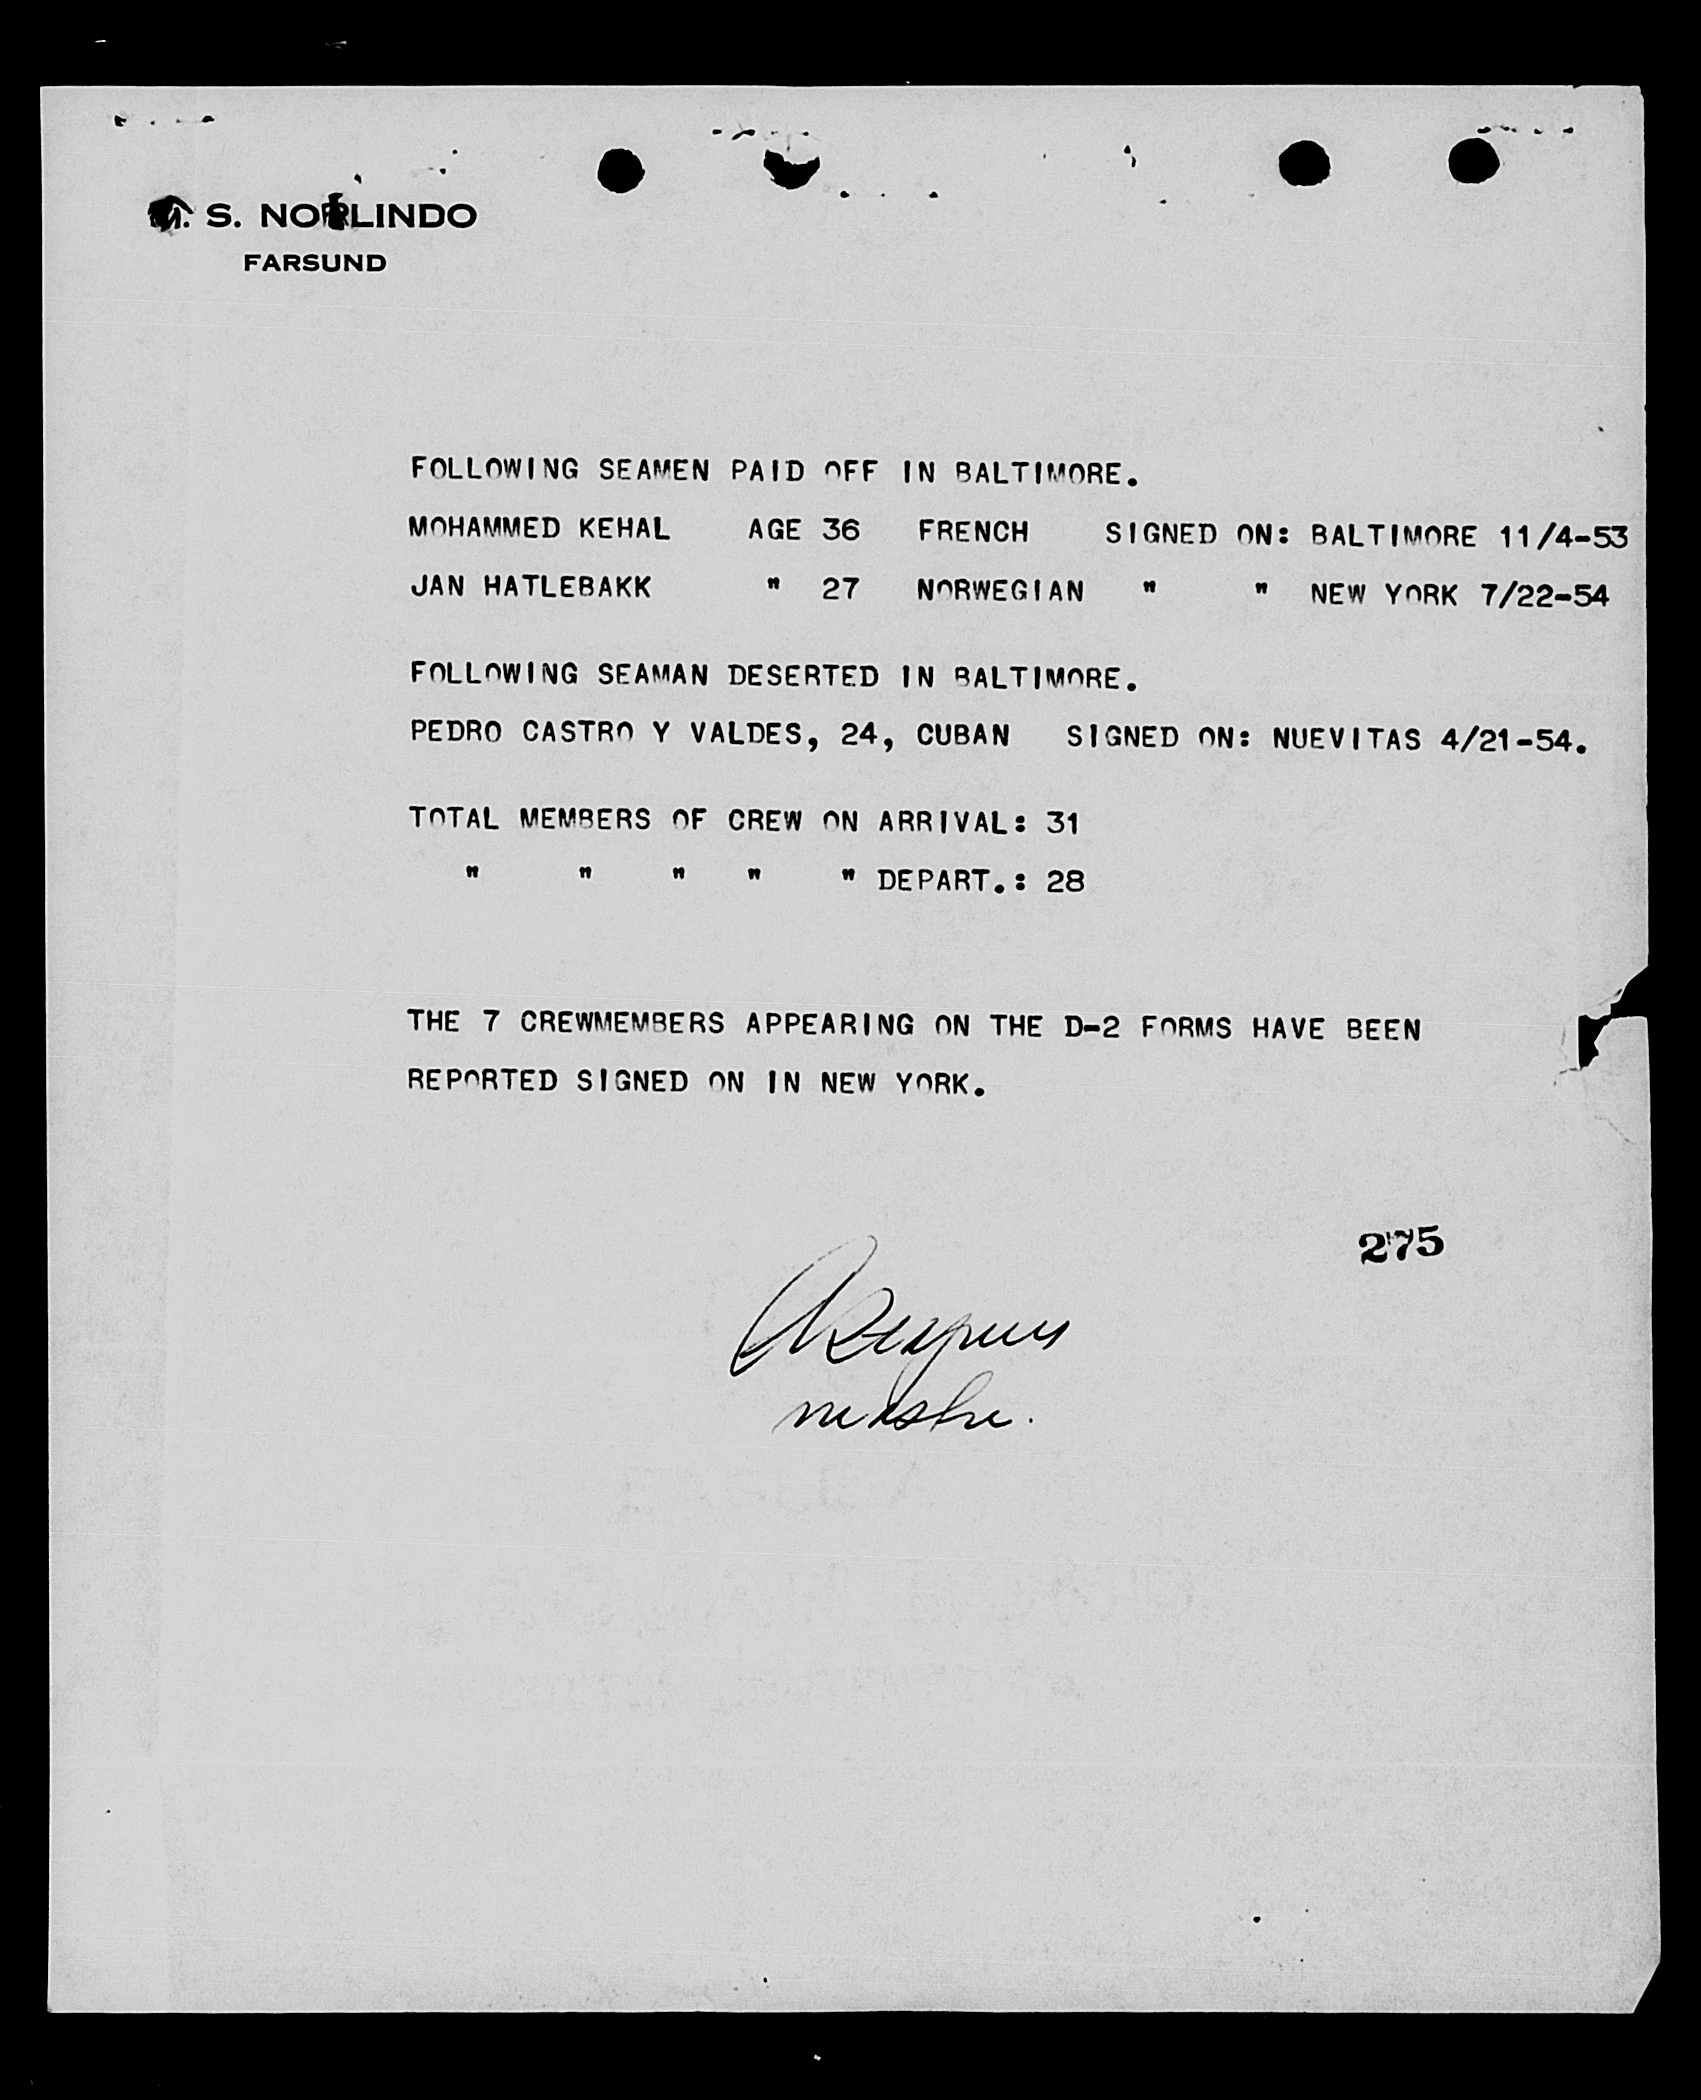 M. S. NORLINDO
FARSUND
FOLLOWING SEAMEN PAID OFF IN BALTIMORE.
MOHAMMED KEHAL AGE 36 FRENCH SIGNED ON: BALTIMORE 11/4-53
JAN HATLEBAKK " 27 NORWEGIAN " " NEW YORK 7/22-54
FOLLOWING SEAMAN DESERTED IN BALTIMORE.
PEDRO CASTRO Y VALDES, 24, CUBAN SIGNED ON: NUEVITAS 4/21-54.
TOTAL MEMBERS OF CREW ON ARRIVAL: 31
" " " " " DEPART.: 28
THE 7 CREWMEMBERS APPEARING ON THE D-2 FORMS HAVE BEEN
REPORTED SIGNED ON IN NEW YORK.
275